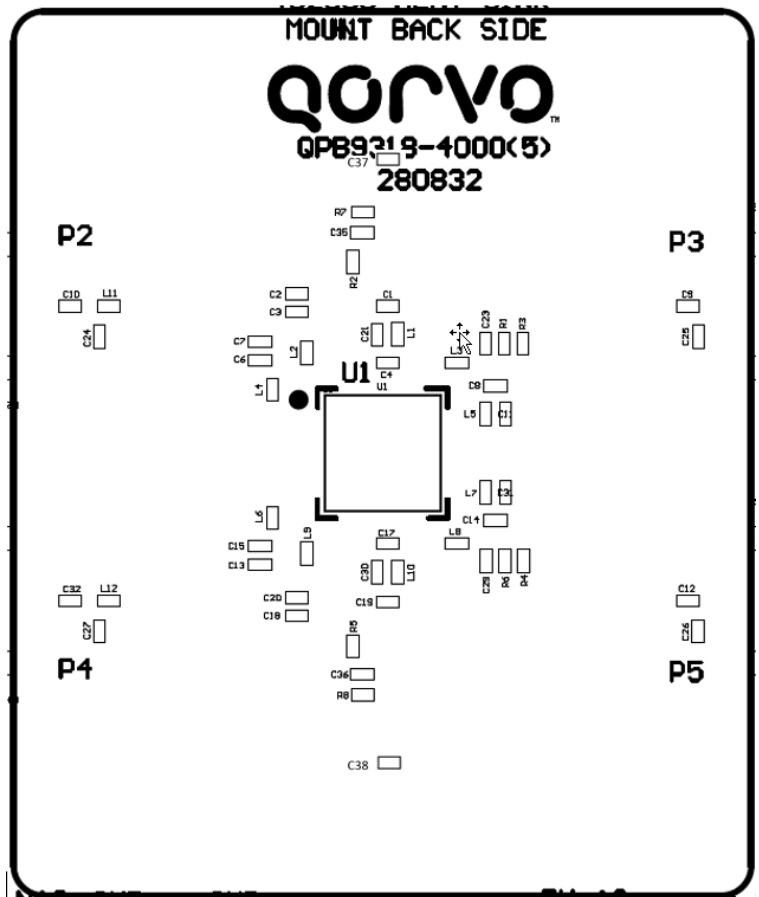 MOUNT BACK SIDE
QORVO
TM
QPB9318-4000(5)
C37
280832
R7
C35
P2
P3
R2
C2
C1
C10 L11
C9
C3
C23 R1 R3
C21 L1
C24
C25
C7
L2
L3
C6
C4
U1
U1
C8
L4
L5 C11
L7 C31
L6
C14
C15
L9
C17
L8
C13
C30 L10
C29 R6 R4
C32 L12
C20
C19
C12
C18
C27
R5
C26
P4
C36
P5
R8
C38